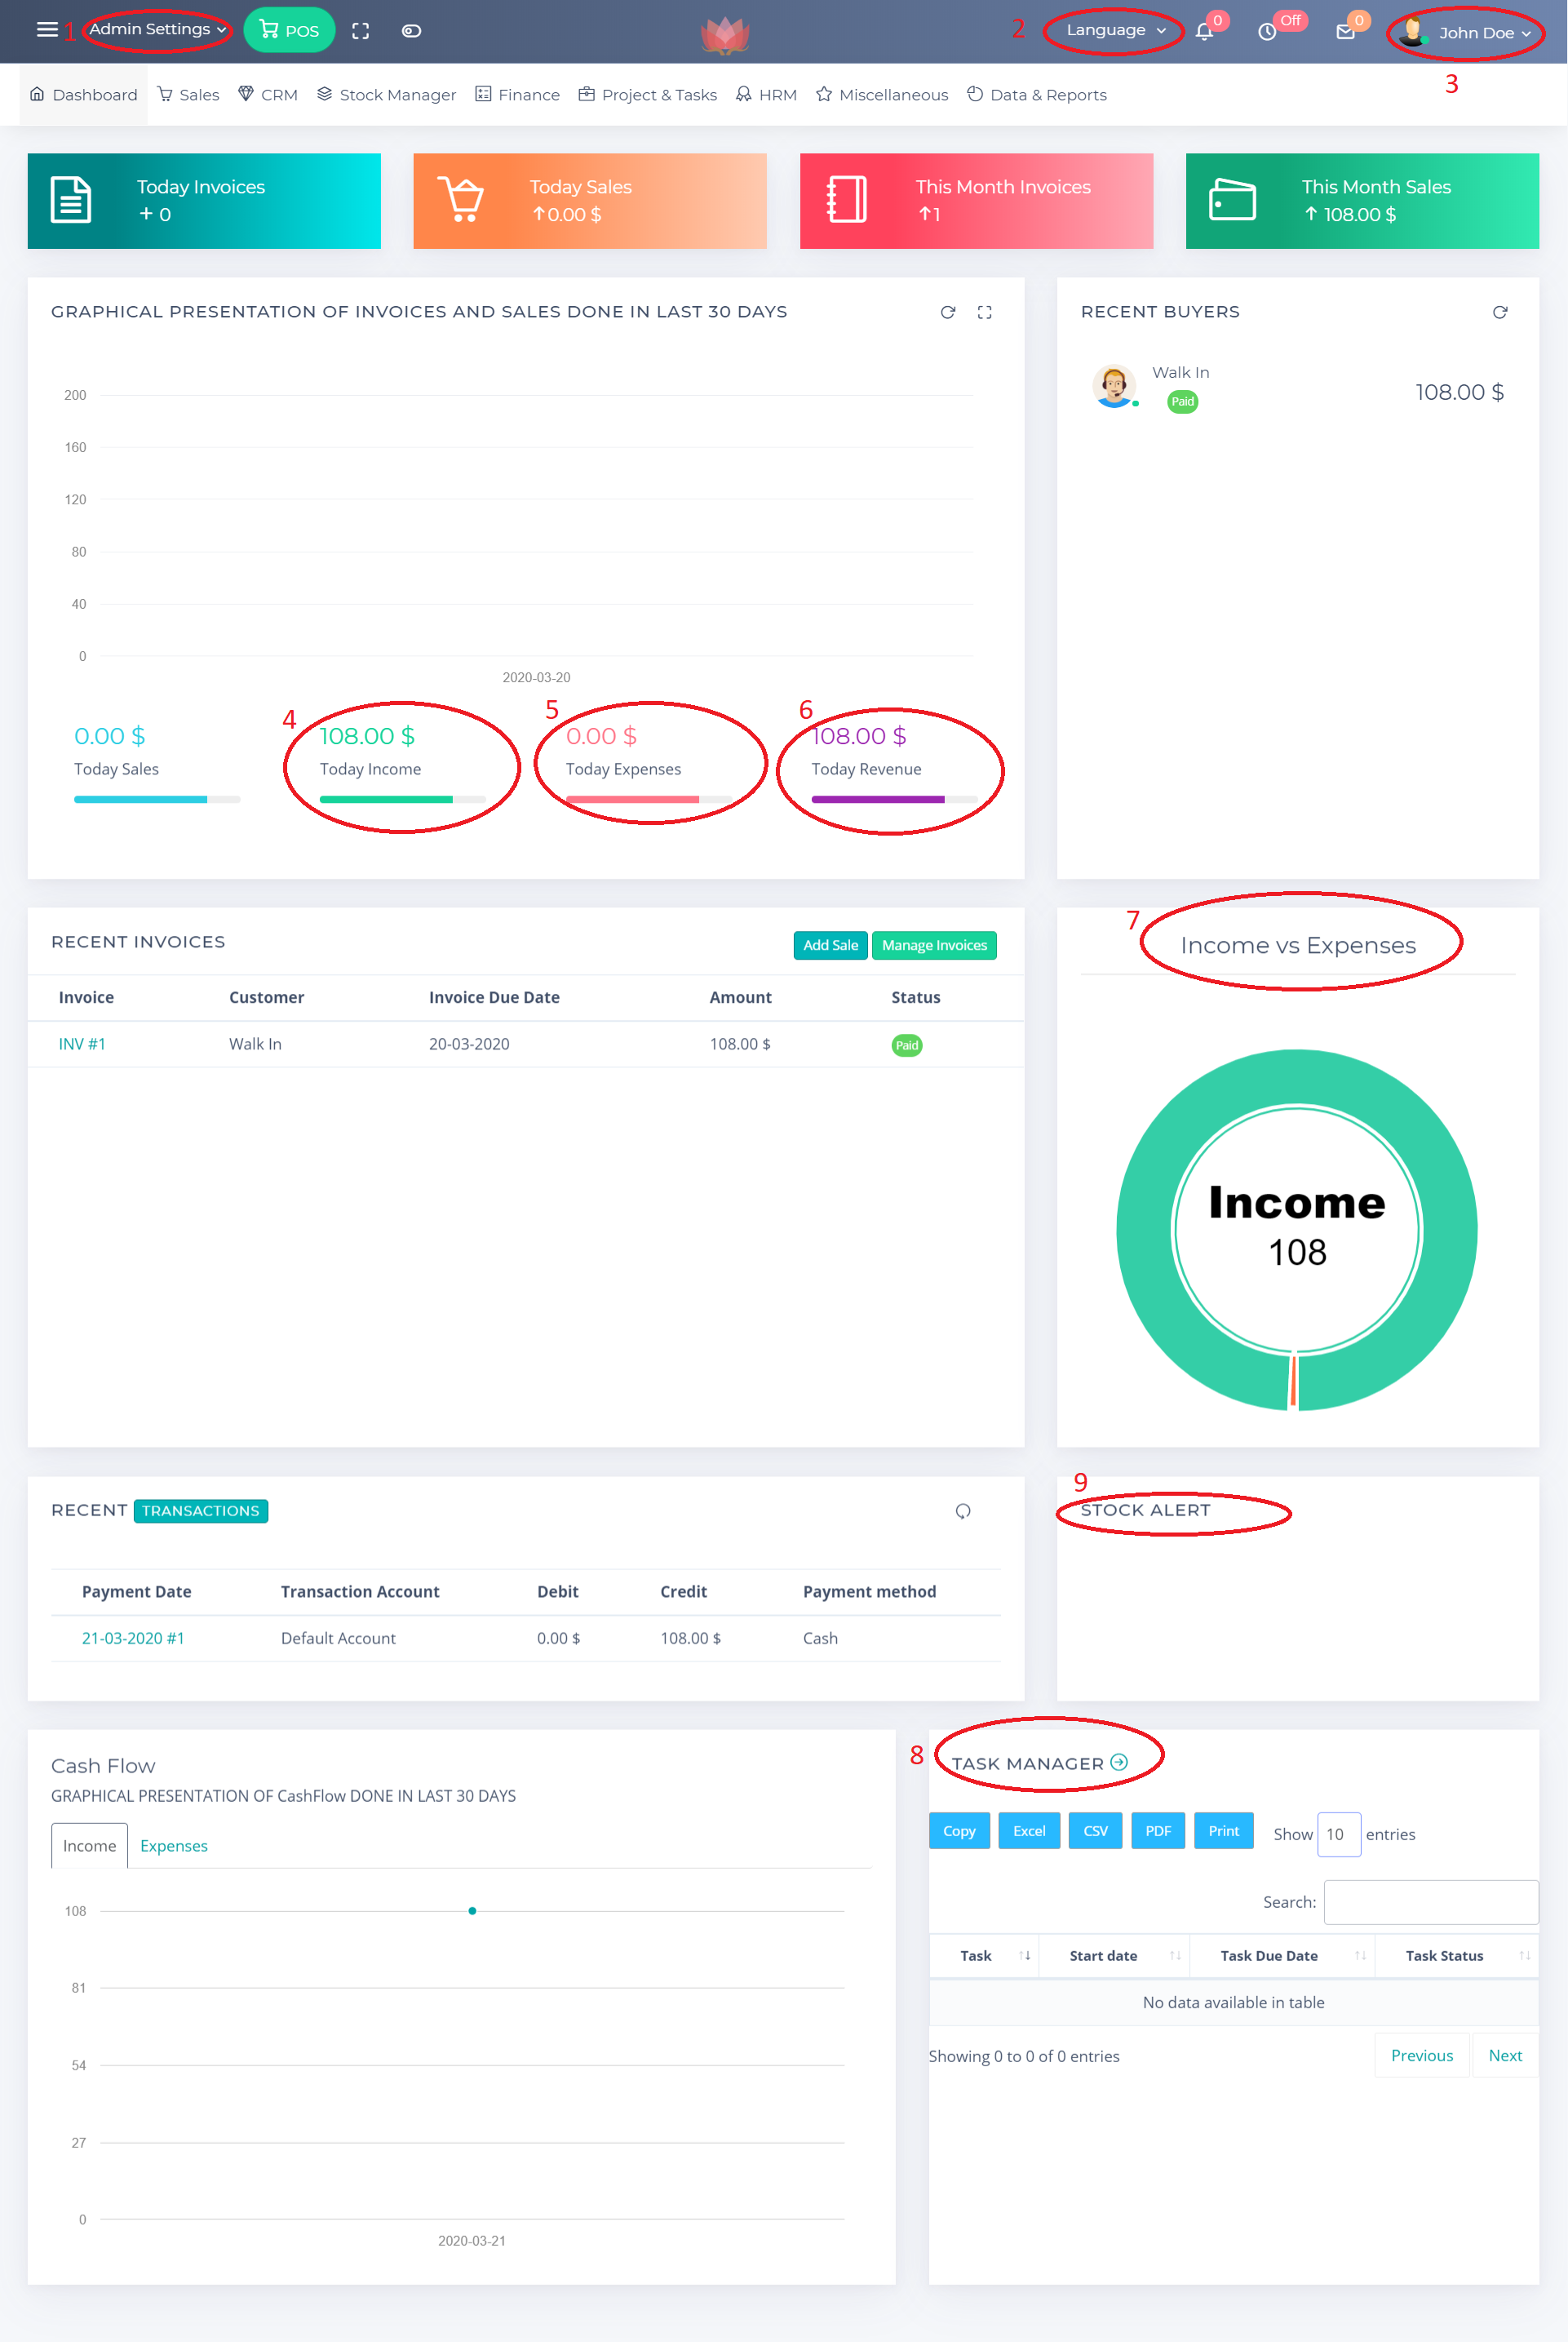 1 Admin Settings POS 2 Language 0 Off 0 John Doe
3
Dashboard Sales CRM Stock Manager Finance Project & Tasks HRM Miscellaneous Data & Reports
Today Invoices
+ 0
Today Sales
↑0.00 $
This Month Invoices
↑1
This Month Sales
↑ 108.00 $
GRAPHICAL PRESENTATION OF INVOICES AND SALES DONE IN LAST 30 DAYS
200
160
120
80
40
0
2020-03-20
0.00 $
Today Sales
4
108.00 $
Today Income
5
0.00 $
Today Expenses
6
108.00 $
Today Revenue
RECENT BUYERS
Walk In
Paid
108.00 $
RECENT INVOICES Add Sale Manage Invoices
Invoice Customer Invoice Due Date Amount Status
INV #1 Walk In 20-03-2020 108.00 $ Paid
7
Income vs Expenses
Income
108
RECENT TRANSACTIONS
Payment Date Transaction Account Debit Credit Payment method
21-03-2020 #1 Default Account 0.00 $ 108.00 $ Cash
9
STOCK ALERT
Cash Flow
GRAPHICAL PRESENTATION OF CashFlow DONE IN LAST 30 DAYS
Income Expenses
108
81
54
27
0
2020-03-21
8
TASK MANAGER
Copy Excel CSV PDF Print Show 10 entries
Search:
Task Start date Task Due Date Task Status
No data available in table
Showing 0 to 0 of 0 entries
Previous Next